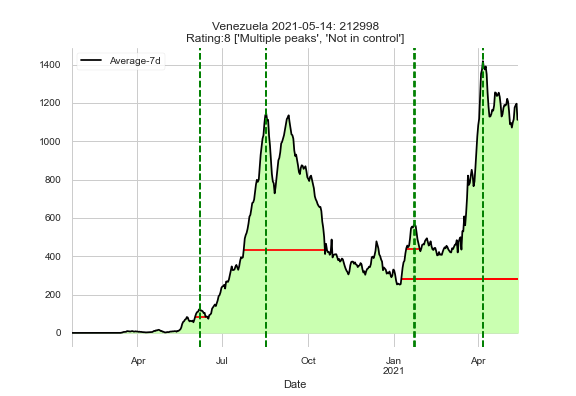 Venezuela 2021-05-14: 212998
Rating:8 ['Multiple peaks', 'Not in control']
Average-7d
1400
1200
1000
800
600
400
200
0
Apr
Jul
Oct
Jan
2021
Apr
Date